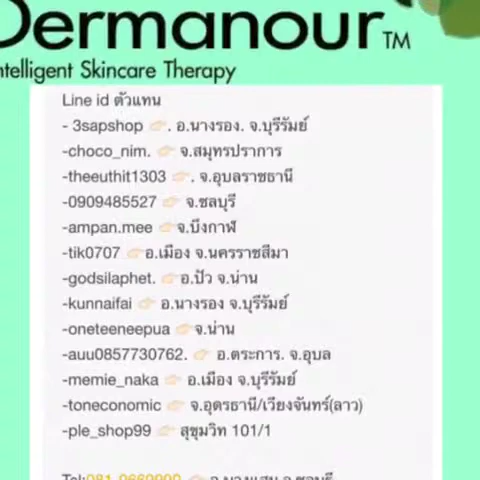 Dermanour TM
ntelligent Skincare Therapy
Line id ตัวแทน
- 3sapshop 👉🏻. อ.นางรอง. จ.บุรีรัมย์
-choco_nim. 👉🏻 จ.สมุทรปราการ
-theeuthit1303 👉🏻. จ.อุบลราชธานี
-0909485527 👉🏻 จ.ชลบุรี
-ampan.mee 👉🏻จ.บึงกาฬ
-tik0707 👉🏻อ.เมือง จ.นครราชสีมา
-godsilaphet. 👉🏻อ.ปัว จ.น่าน
-kunnaifai 👉🏻อ.นางรอง จ.บุรีรัมย์
-oneteeneepua 👉🏻จ.น่าน
-auu0857730762. 👉🏻 อ.ตระการ. จ.อุบล
-memie_naka 👉🏻 อ.เมือง จ.บุรีรัมย์
-toneconomic 👉🏻 จ.อุดรธานี/เวียงจันทร์(ลาว)
-ple_shop99 👉🏻 สุขุมวิท 101/1